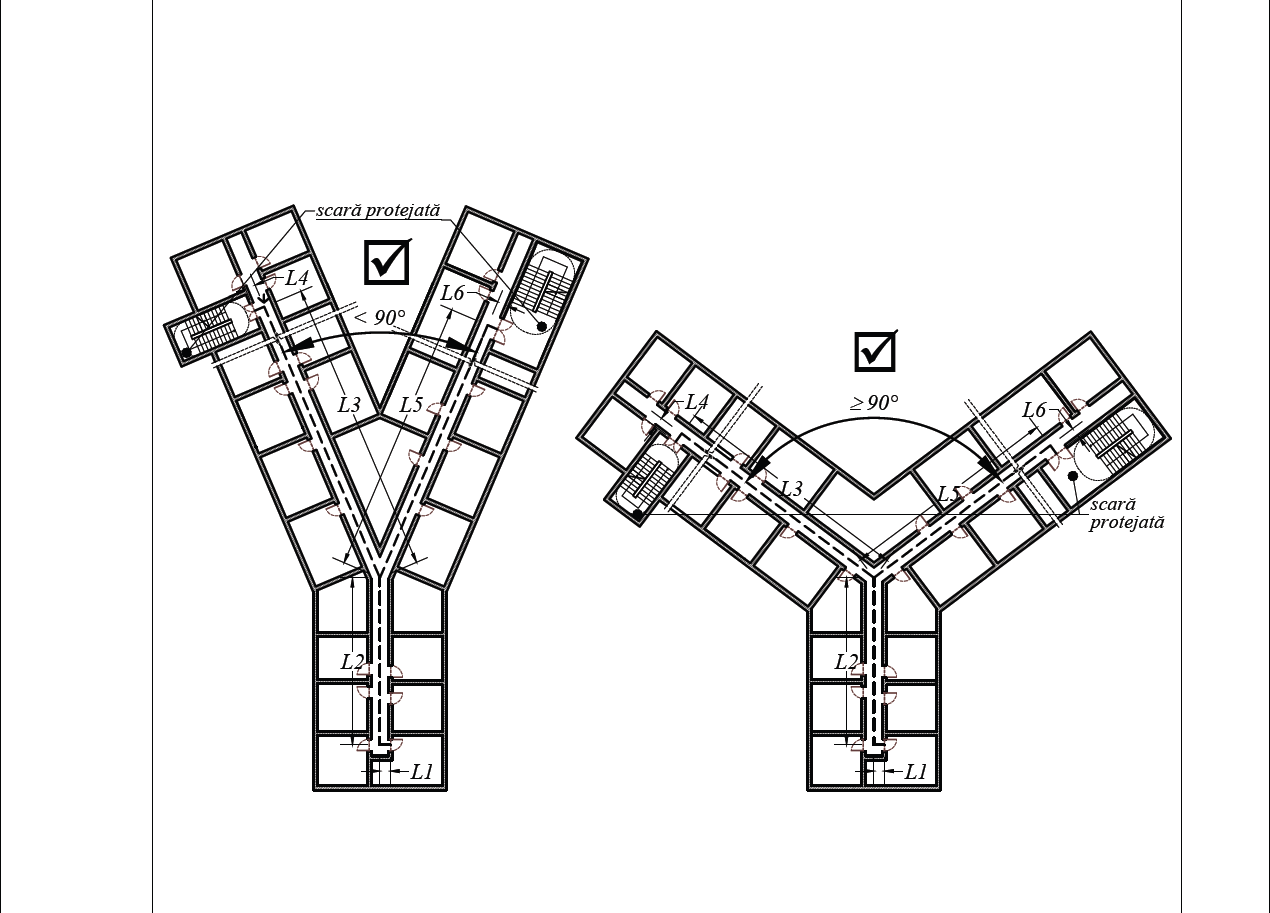 scară protejată
L4
L6
< 90°
L3
L5
L2
L1
≥ 90°
L4
L6
L3
L5
scară
protejată
L2
L1